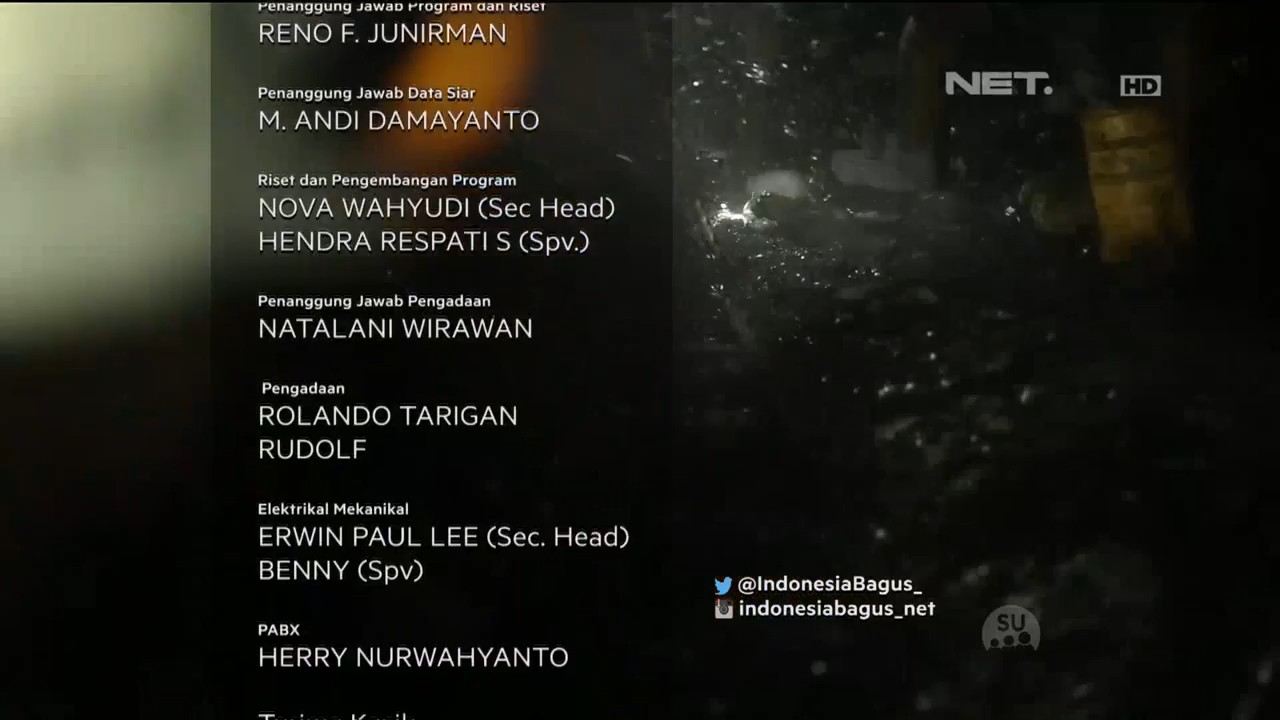 Penanggung Jawab Program dan Riset
RENO F. JUNIRMAN
Penanggung Jawab Data Siar
M. ANDI DAMAYANTO
Riset dan Pengembangan Program
NOVA WAHYUDI (Sec Head)
HENDRA RESPATI S (Spv.)
Penanggung Jawab Pengadaan
NATALANI WIRAWAN
Pengadaan
ROLANDO TARIGAN
RUDOLF
Elektrikal Mekanikal
ERWIN PAUL LEE (Sec. Head)
BENNY (Spv)
PABX
HERRY NURWAHYANTO
NET.
HD
@IndonesiaBagus_
indonesiabagus_net
SU